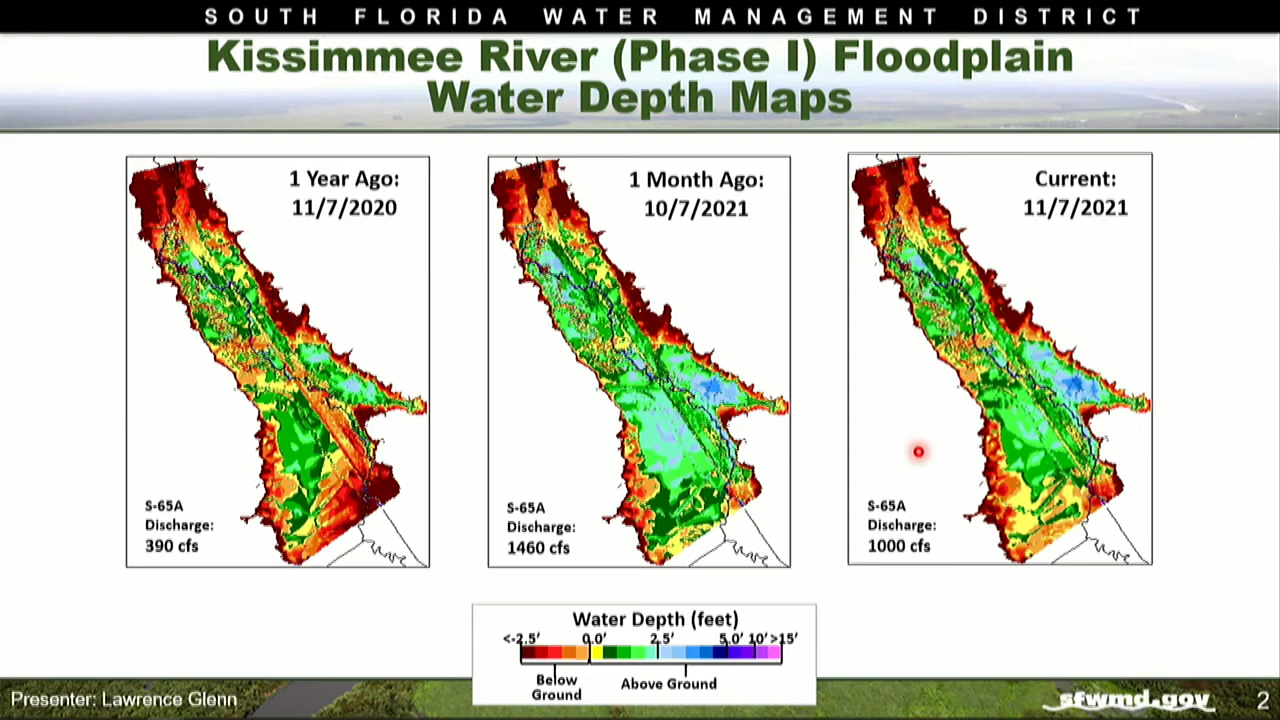 SOUTH FLORIDA WATER MANAGEMENT DISTRICT
Kissimmee River (Phase I) Floodplain
Water Depth Maps
1 Year Ago:
11/7/2020
S-65A
Discharge:
390 cfs
1 Month Ago:
10/7/2021
S-65A
Discharge:
1460 cfs
Current:
11/7/2021
S-65A
Discharge:
1000 cfs
Water Depth (feet)
<-2.5’ 0.0’ 2.5’ 5.0’ 10’ >15’
Below
Ground
Above Ground
Presenter: Lawrence Glenn
sfwmd.gov
2